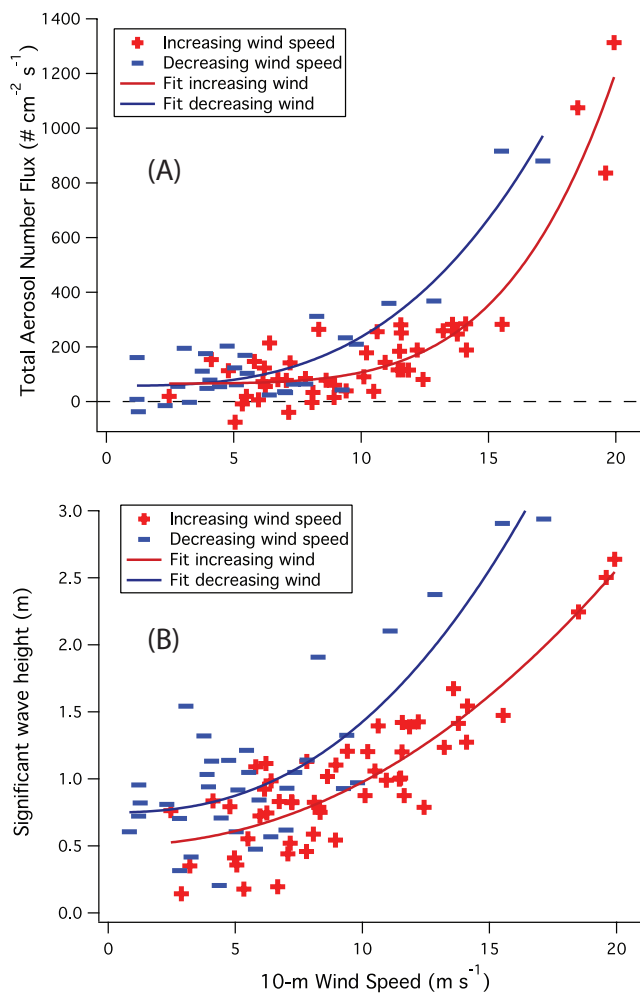 1400
1200
1000
800
600
400
200
0
Total Aerosol Number Flux (# cm⁻² s⁻¹)
Increasing wind speed
Decreasing wind speed
Fit increasing wind
Fit decreasing wind
(A)
0 5 10 15 20
3.0
2.5
2.0
1.5
1.0
0.5
0.0
Significant wave height (m)
Increasing wind speed
Decreasing wind speed
Fit increasing wind
Fit decreasing wind
(B)
0 5 10 15 20
10-m Wind Speed (m s⁻¹)